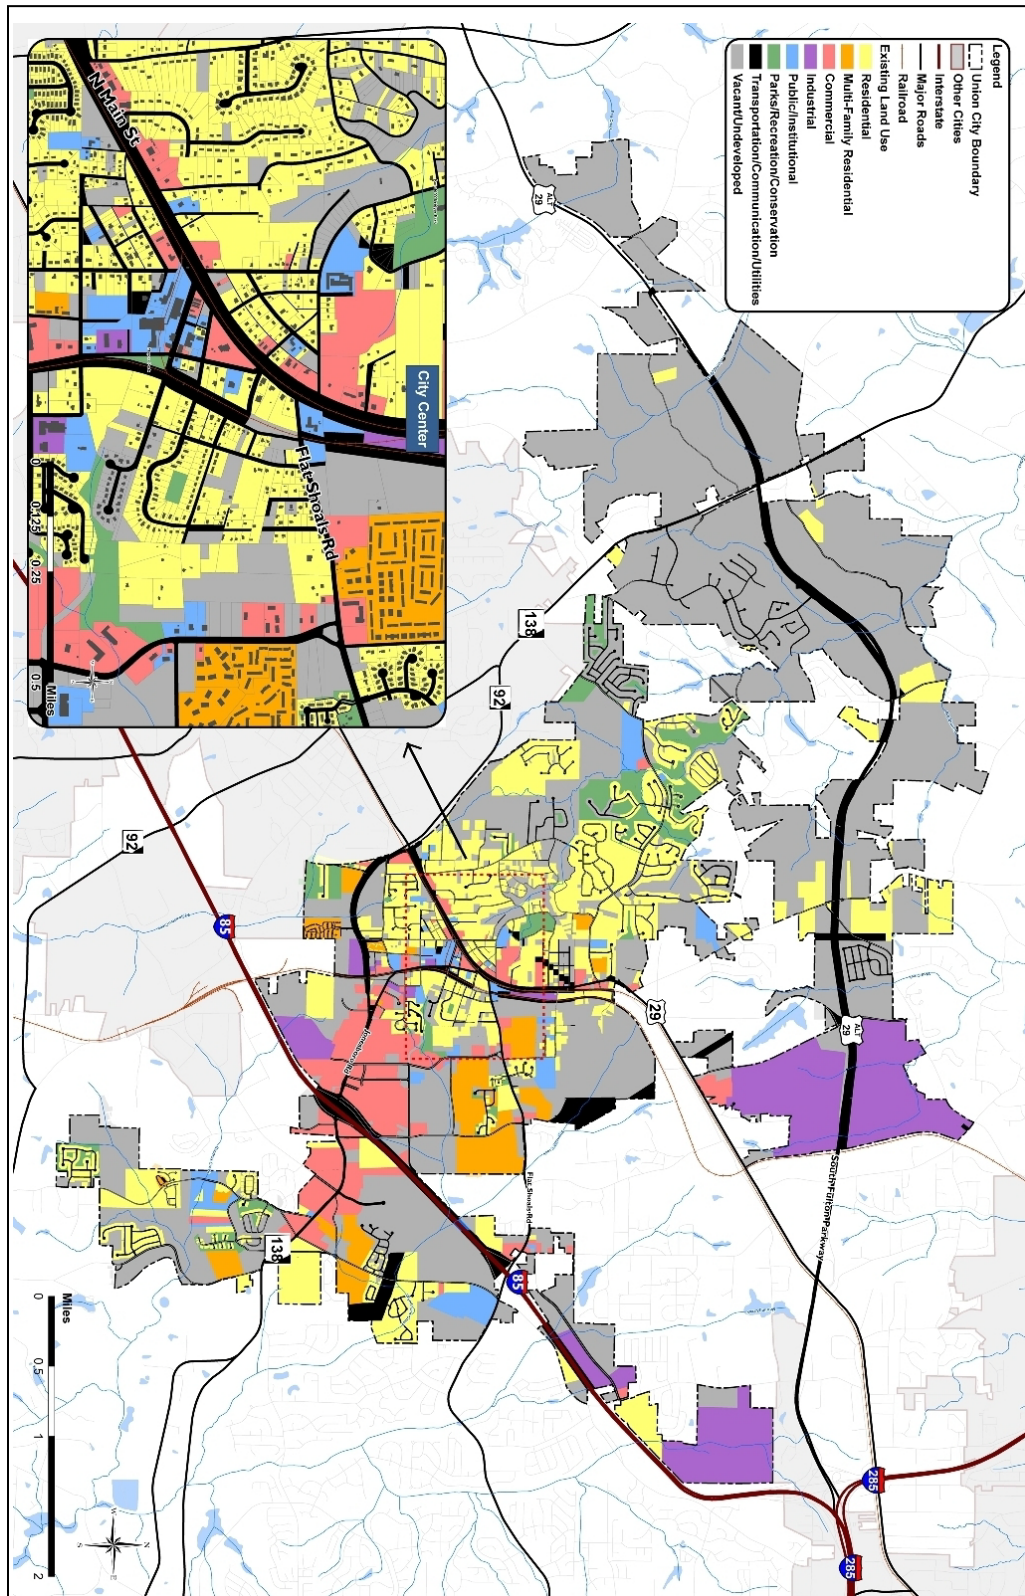 Legend
Union City Boundary
Other Cities
Interstate
Major Roads
Railroad
Existing Land Use
Residential
Multi-Family Residential
Commercial
Industrial
Public/Institutional
Parks/Recreation/Conservation
Transportation/Communication/Utilities
Vacant/Undeveloped
N Main St
City Center
Flat Shoals Rd
0 0.125 0.25 0.5
Miles
ALT
29
138
92
92
85
29
ALT
29
South Fulton Parkway
Jonesboro Rd
Flat Shoals Rd
138
85
285
285
Miles
0 0.5 1 2
N
W
E
S